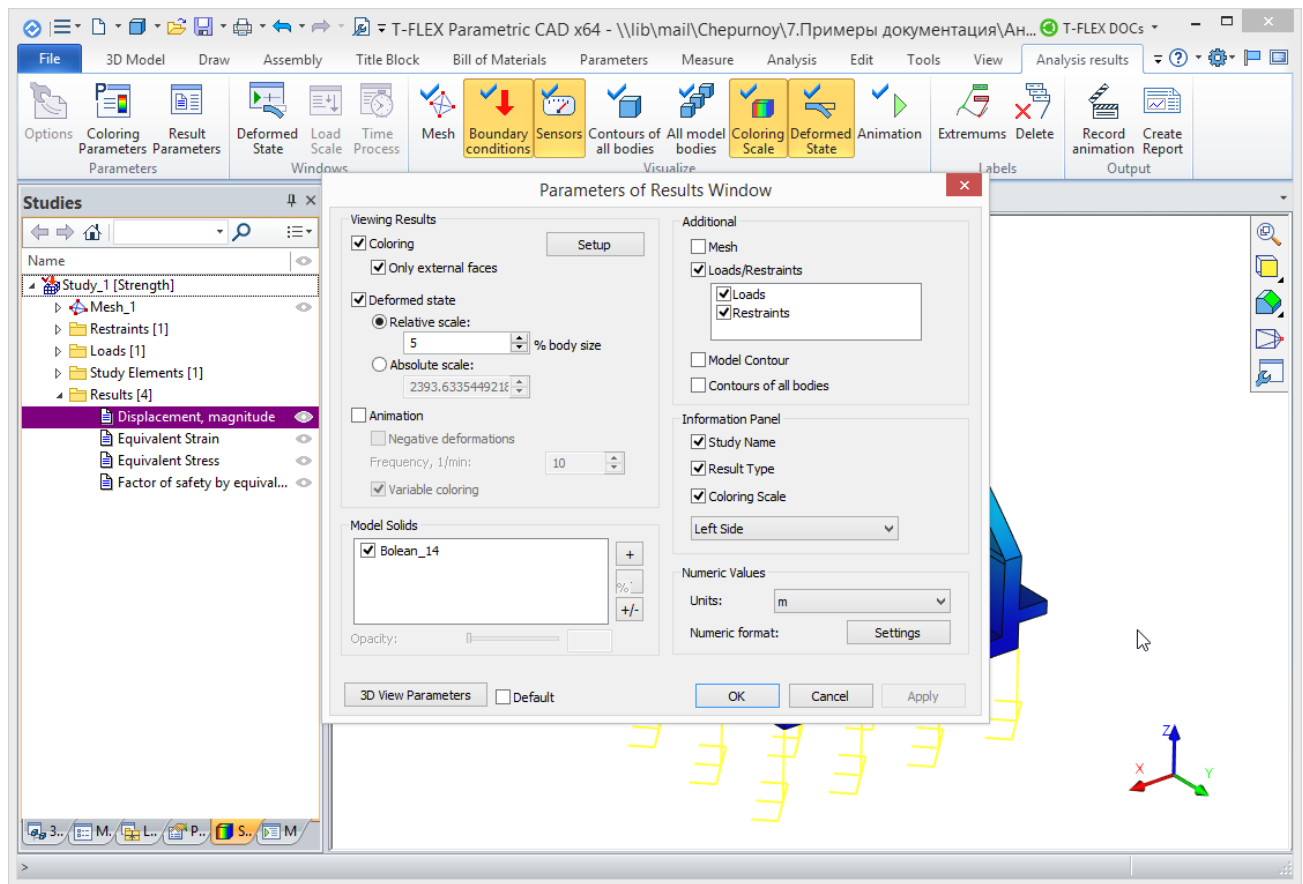 T-FLEX Parametric CAD x64 - \\lib\mail\Chepurnoy\7.Примеры документация\Ан... T-FLEX DOCs
File 3D Model Draw Assembly Title Block Bill of Materials Parameters Measure Analysis Edit Tools View Analysis results
Options Coloring Parameters Result Parameters Deformed State Load Scale Time Process Mesh Boundary conditions Sensors Contours of all bodies All model bodies Coloring Scale Deformed State Animation Extremums Delete Record animation Create Report
Parameters Windows Visualize Labels Output
Studies
Name
Study_1 [Strength]
Mesh_1
Restraints [1]
Loads [1]
Study Elements [1]
Results [4]
Displacement, magnitude
Equivalent Strain
Equivalent Stress
Factor of safety by equival...
Parameters of Results Window
Viewing Results
Coloring Setup
Only external faces
Deformed state
Relative scale:
5 % body size
Absolute scale:
2393.6335449218
Animation
Negative deformations
Frequency, 1/min: 10
Variable coloring
Model Solids
Bolean_14
+
%
+/-
Opacity:
Additional
Mesh
Loads/Restraints
Loads
Restraints
Model Contour
Contours of all bodies
Information Panel
Study Name
Result Type
Coloring Scale
Left Side
Numeric Values
Units: m
Numeric format: Settings
3D View Parameters Default OK Cancel Apply
Z
X
Y
3.. M. L.. P.. S.. M
>